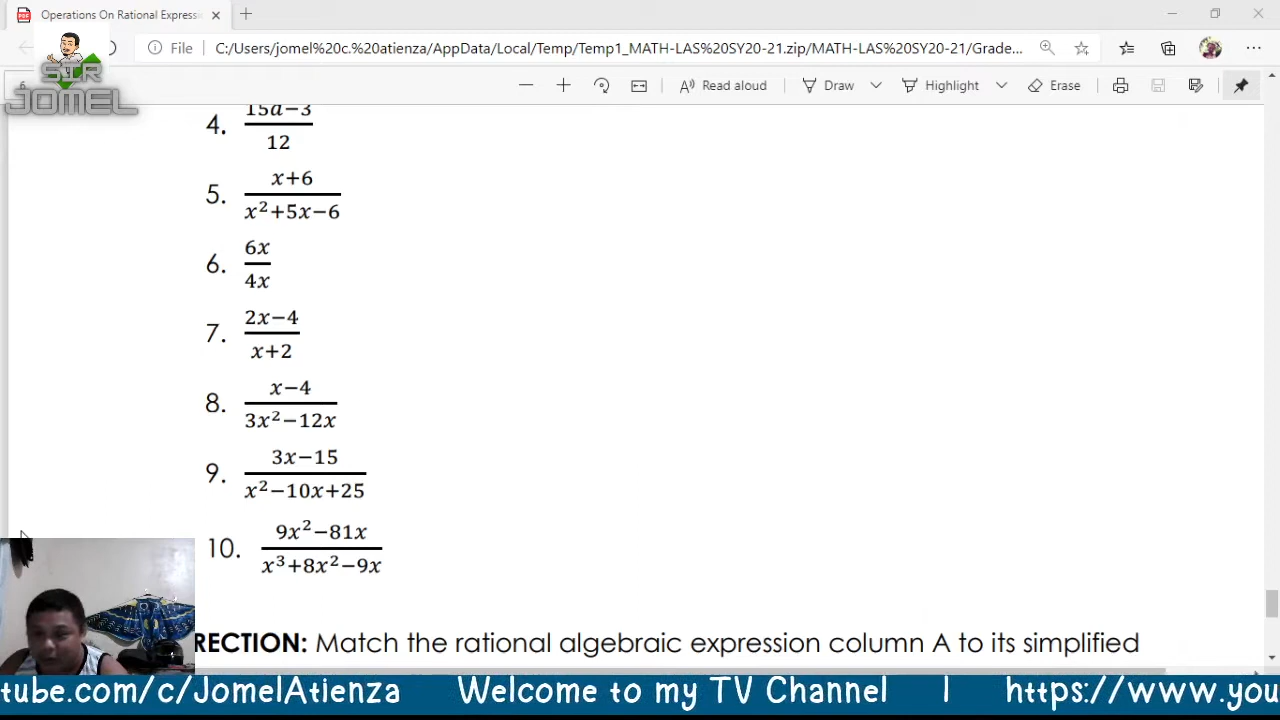 Operations On Rational Express
File C:/Users/jomel%20c.%20atienza/AppData/Local/Temp/Temp1_MATH-LAS%20SY20-21.zip/MATH-LAS%20SY20-21/Grade...
SIR
JOMEL
6
Read aloud Draw Highlight Erase
4. 15a−3
12
5. x+6
x²+5x−6
6. 6x
4x
7. 2x−4
x+2
8. x−4
3x²−12x
9. 3x−15
x²−10x+25
10. 9x²−81x
x³+8x²−9x
RECTION: Match the rational algebraic expression column A to its simplified
tube.com/c/JomelAtienza Welcome to my TV Channel | https://www.you